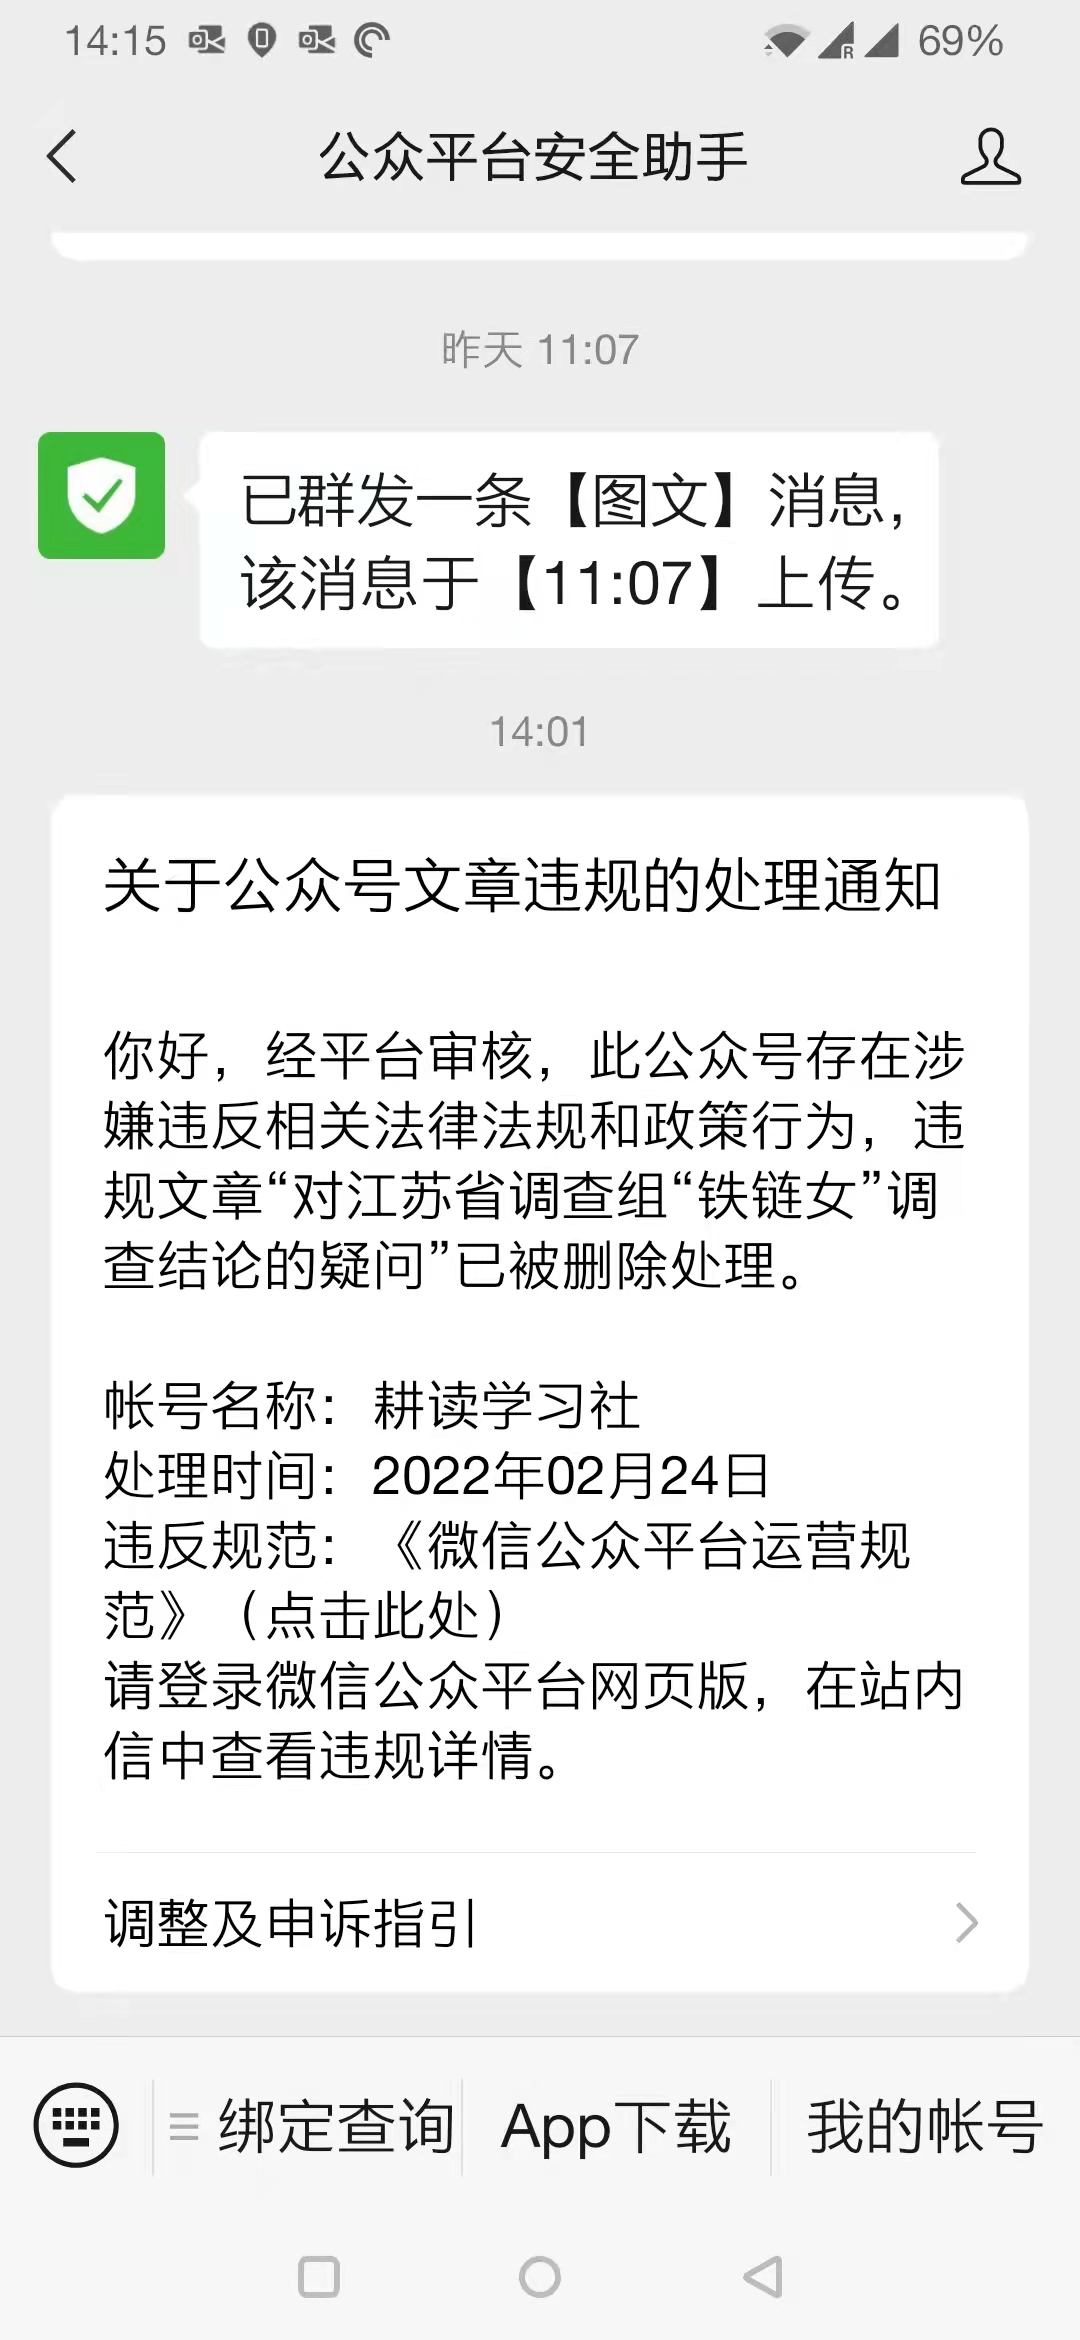 14:15
R
69%
公众平台安全助手
昨天 11:07
已群发一条【图文】消息，
该消息于【11:07】上传。
14:01
关于公众号文章违规的处理通知
你好，经平台审核，此公众号存在涉
嫌违反相关法律法规和政策行为，违
规文章“对江苏省调查组“铁链女”调
查结论的疑问”已被删除处理。
帐号名称：耕读学习社
处理时间：2022年02月24日
违反规范：《微信公众平台运营规
范》（点击此处）
请登录微信公众平台网页版，在站内
信中查看违规详情。
调整及申诉指引
绑定查询 App下载 我的帐号